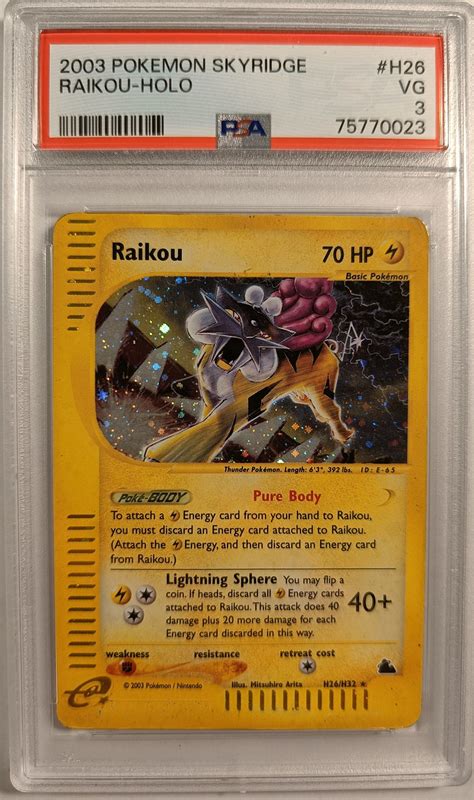 2003 POKEMON SKYRIDGE #H26
RAIKOU-HOLO VG
3
PSA 75770023
Raikou 70 HP
Basic Pokémon
Thunder Pokémon. Length: 6'3", 392 lbs. ID: E-65
Poké-BODY Pure Body
To attach a Energy card from your hand to Raikou,
you must discard an Energy card attached to Raikou.
(Attach the Energy, and then discard an Energy card
from Raikou.)
Lightning Sphere You may flip a
coin. If heads, discard all Energy cards
attached to Raikou. This attack does 40
damage plus 20 more damage for each
Energy card discarded in this way.
40+
weakness resistance retreat cost
e
© 2003 Pokémon / Nintendo Illus. Mitsuhiro Arita H26/H32 ★